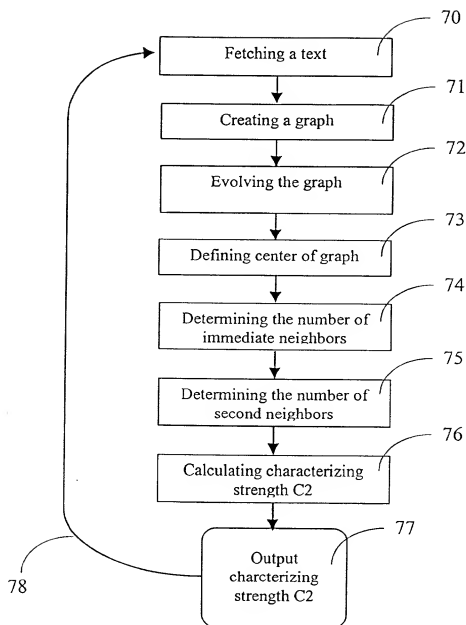 70
Fetching a text
71
Creating a graph
72
Evolving the graph
73
Defining center of graph
74
Determining the number of
immediate neighbors
75
Determining the number of
second neighbors
76
Calculating characterizing
strength C2
77
Output
charcterizing
strength C2
78